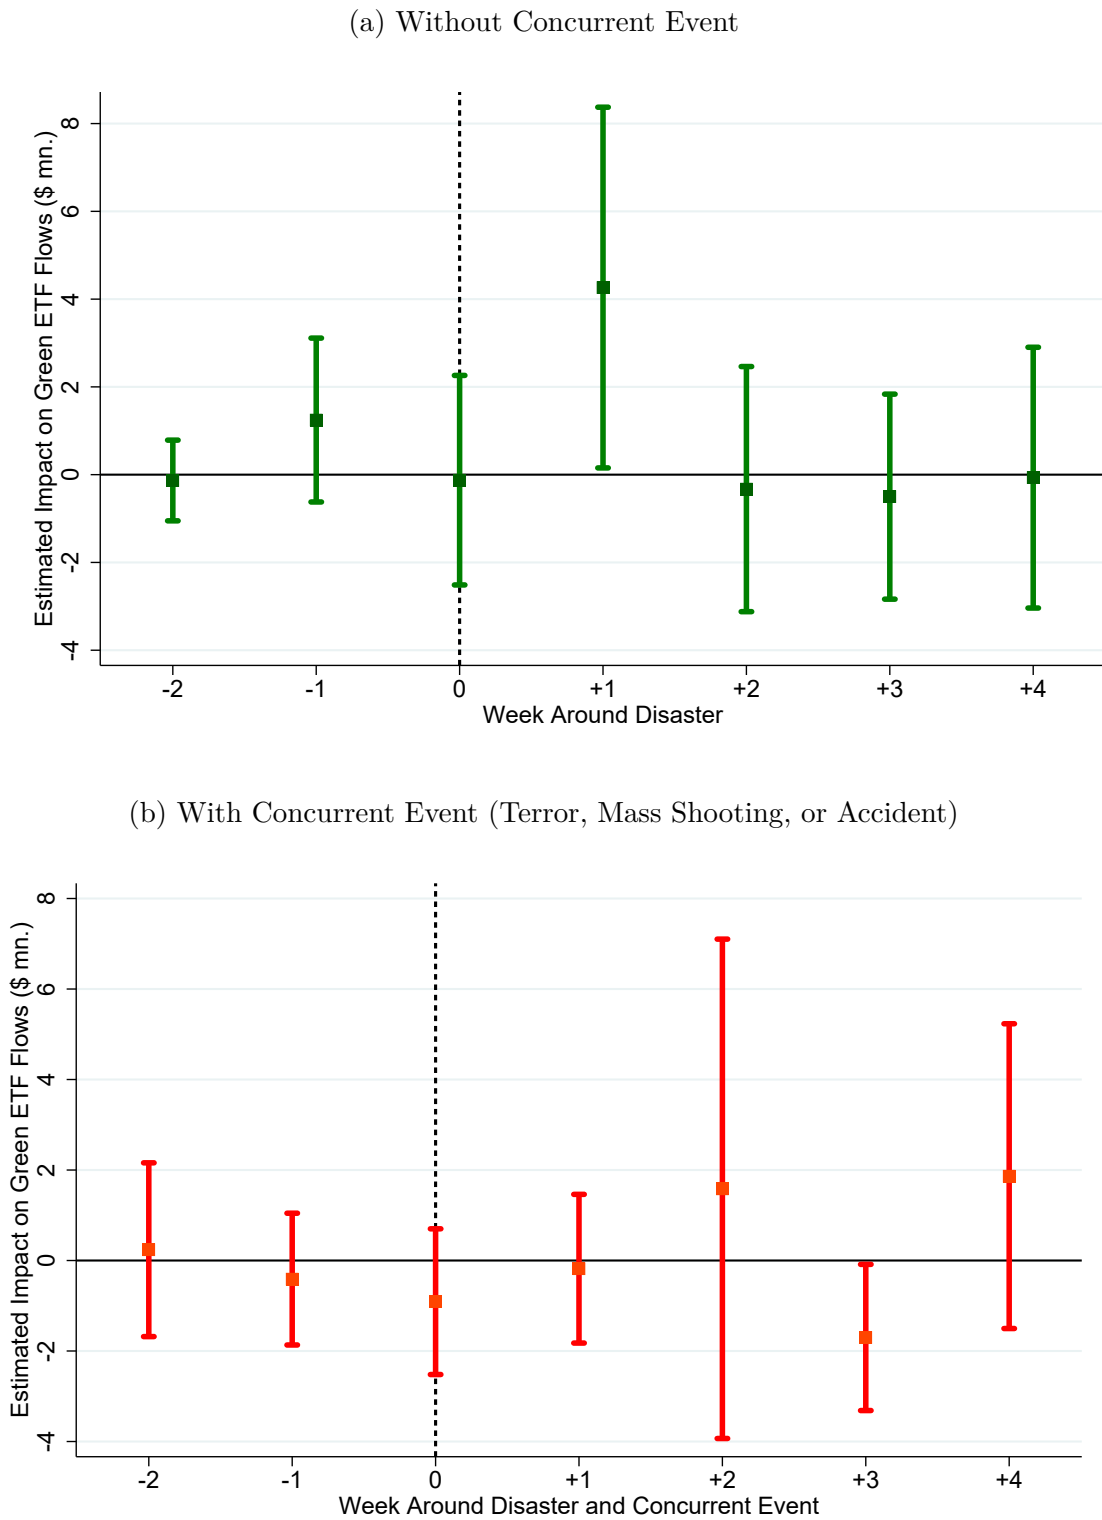 (a) Without Concurrent Event
Estimated Impact on Green ETF Flows ($ mn.)
8
6
4
2
0
-2
-4
-2 -1 0 +1 +2 +3 +4
Week Around Disaster
(b) With Concurrent Event (Terror, Mass Shooting, or Accident)
Estimated Impact on Green ETF Flows ($ mn.)
8
6
4
2
0
-2
-4
-2 -1 0 +1 +2 +3 +4
Week Around Disaster and Concurrent Event